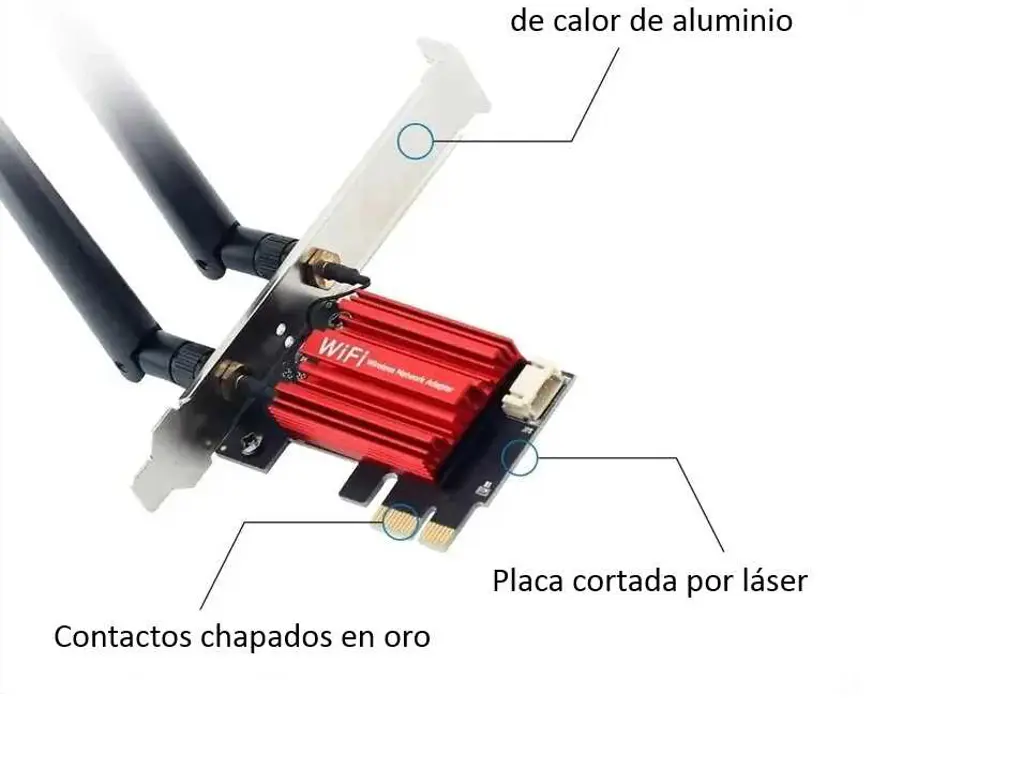 de calor de aluminio
WiFi Wireless Network Adapter
Placa cortada por láser
Contactos chapados en oro